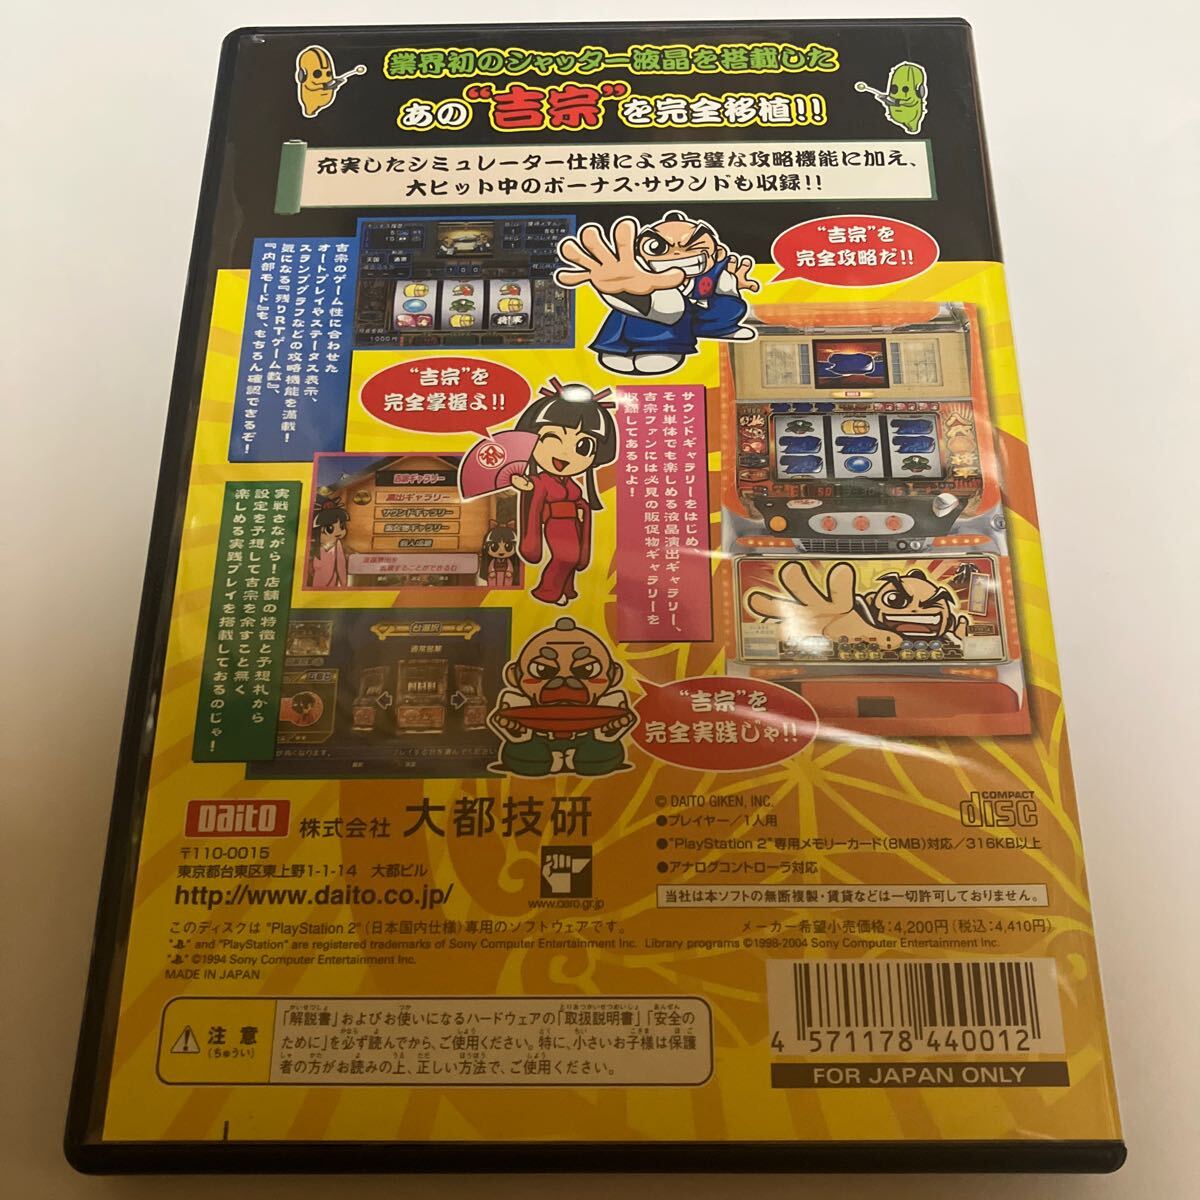 業界初のシャッター液晶を搭載した
あの“吉宗”を完全移植!!
充実したシミュレーター仕様による完璧な攻略機能に加え、
大ヒット中のボーナス・サウンドも収録!!
“吉宗”を
完全攻略だ!!
吉宗のゲーム性に合わせた
オートプレイやステータス表示、
スランプグラフなどの攻略機能を満載!
気になる『残りRTゲーム数』、
『内部モード』も、もちろん確認できるぞ!
“吉宗”を
完全掌握よ!!
サウンドギャラリーをはじめ
それ単体でも楽しめる液晶演出ギャラリー、
吉宗ファンには必見の販促物ギャラリーを
収録してあるわよ!
演出ギャラリー
サウンドギャラリー
実戦さながら!店舗の特徴と予想札から
設定を予想して吉宗を余すこと無く
楽しめる実践プレイを搭載しておるのじゃ!
台選択
“吉宗”を
完全実践じゃ!!
DaiTO 株式会社 大都技研
〒110-0015
東京都台東区東上野1-1-14 大都ビル
http://www.daito.co.jp/
www.aero.gr.jp
© DAITO GIKEN, INC.
●プレイヤー/1人用
●"PlayStation 2"専用メモリーカード(8MB)対応/316KB以上
●アナログコントローラ対応
COMPACT
disc
当社は本ソフトの無断複製・賃貸などは一切許可しておりません。
このディスクは "PlayStation 2" (日本国内仕様) 専用のソフトウェアです。
メーカー希望小売価格:4,200円(税込:4,410円)
" " and "PlayStation" are registered trademarks of Sony Computer Entertainment Inc. Library programs ©1998-2004 Sony Computer Entertainment Inc.
" " ©1994 Sony Computer Entertainment Inc.
MADE IN JAPAN
注意
(ちゅうい)
「解説書」およびお使いになるハードウェアの「取扱説明書」「安全の
ために」を必ず読んでから、ご使用ください。特に、小さいお子様は保護
者の方がお読みの上、正しい方法で、ご使用ください。
4 571178 440012
FOR JAPAN ONLY